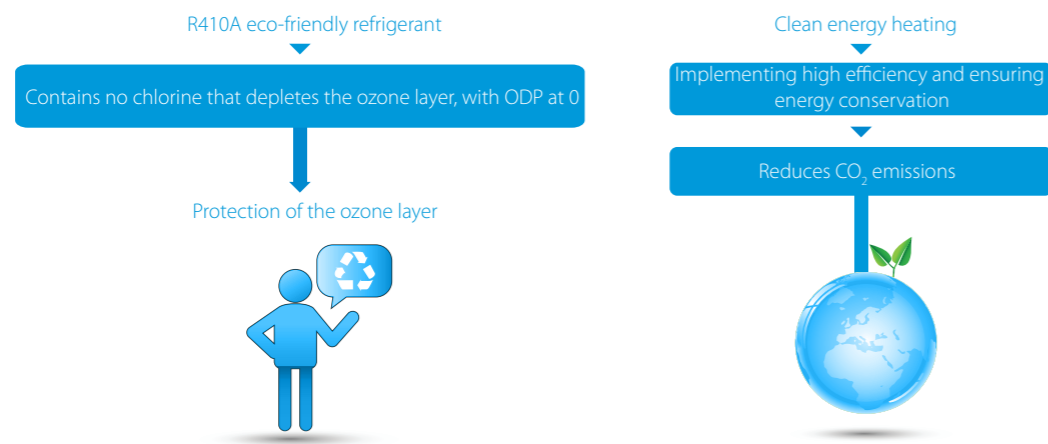 R410A eco-friendly refrigerant
Contains no chlorine that depletes the ozone layer, with ODP at 0
Protection of the ozone layer
Clean energy heating
Implementing high efficiency and ensuring
energy conservation
Reduces CO₂ emissions